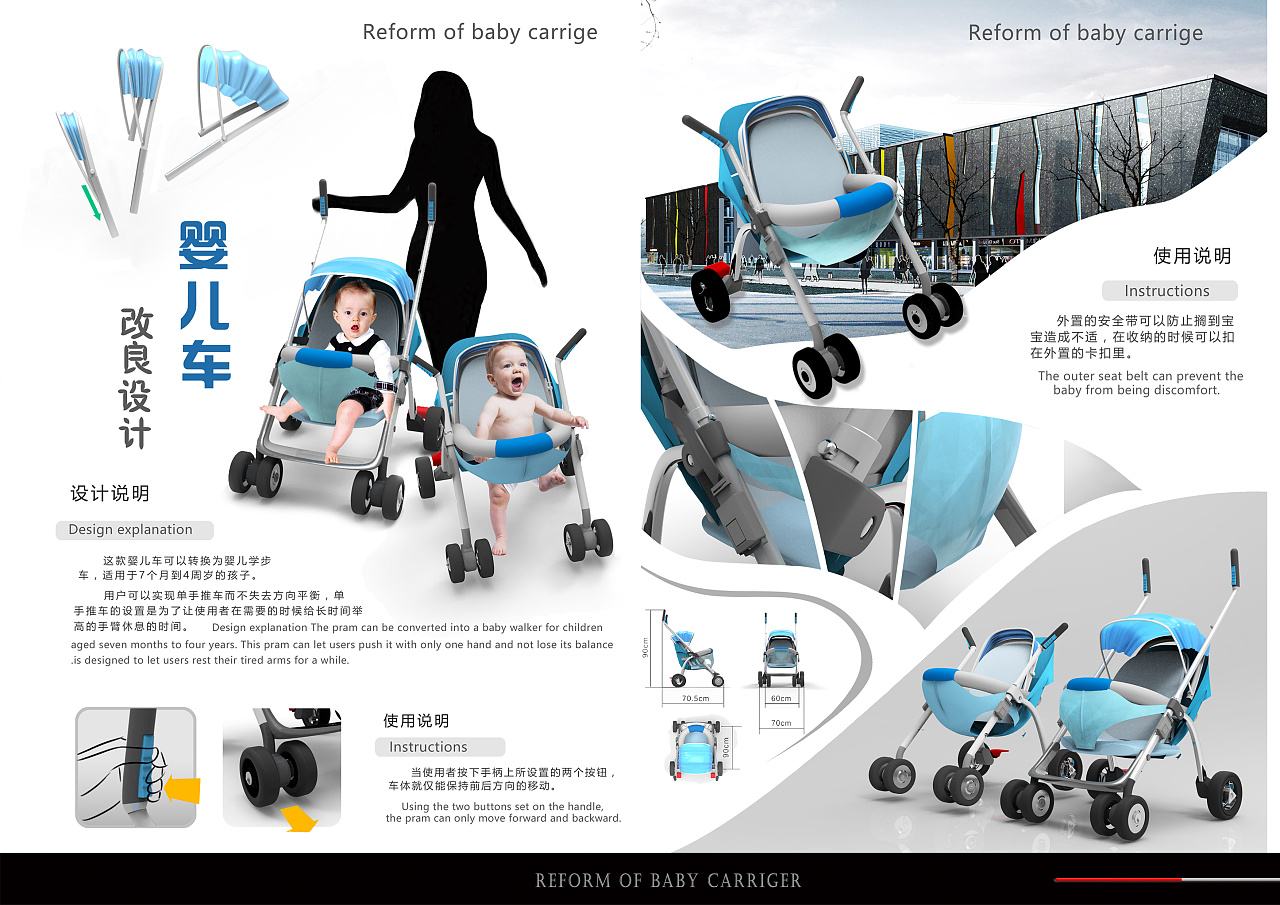 Reform of baby carrige
婴儿车
改良设计
设计说明
Design explanation
这款婴儿车可以转换为婴儿学步
车，适用于7个月到4周岁的孩子。
用户可以实现单手推车而不失去方向平衡，单
手推车的设置是为了让使用者在需要的时候给长时间举
高的手臂休息的时间。 Design explanation The pram can be converted into a baby walker for children
aged seven months to four years. This pram can let users push it with only one hand and not lose its balance
.is designed to let users rest their tired arms for a while.
使用说明
Instructions
当使用者按下手柄上所设置的两个按钮，
车体就仅能保持前后方向的移动。
Using the two buttons set on the handle,
the pram can only move forward and backward.
Reform of baby carrige
使用说明
Instructions
外置的安全带可以防止搁到宝
宝造成不适，在收纳的时候可以扣
在外置的卡扣里。
The outer seat belt can prevent the
baby from being discomfort.
90cm
70.5cm
60cm
70cm
90cm
REFORM OF BABY CARRIGER